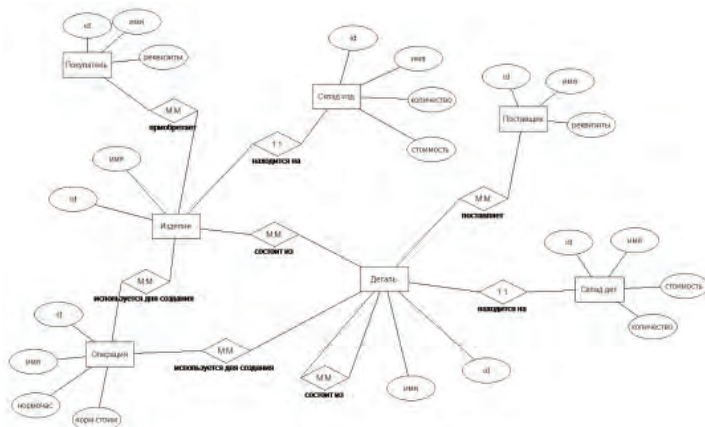 id
имя
Покупатель
реквизиты
M:M
приобретает
id
имя
Склад изд
количество
стоимость
1:1
находится на
id
имя
Поставщик
реквизиты
M:M
поставляет
имя
id
Изделие
M:M
состоит из
Деталь
M:M
используется для создания
id
имя
Склад дет
стоимость
количество
1:1
находится на
id
имя
Операция
нормочас
норм-стоим
M:M
используется для создания
M:M
состоит из
имя
id